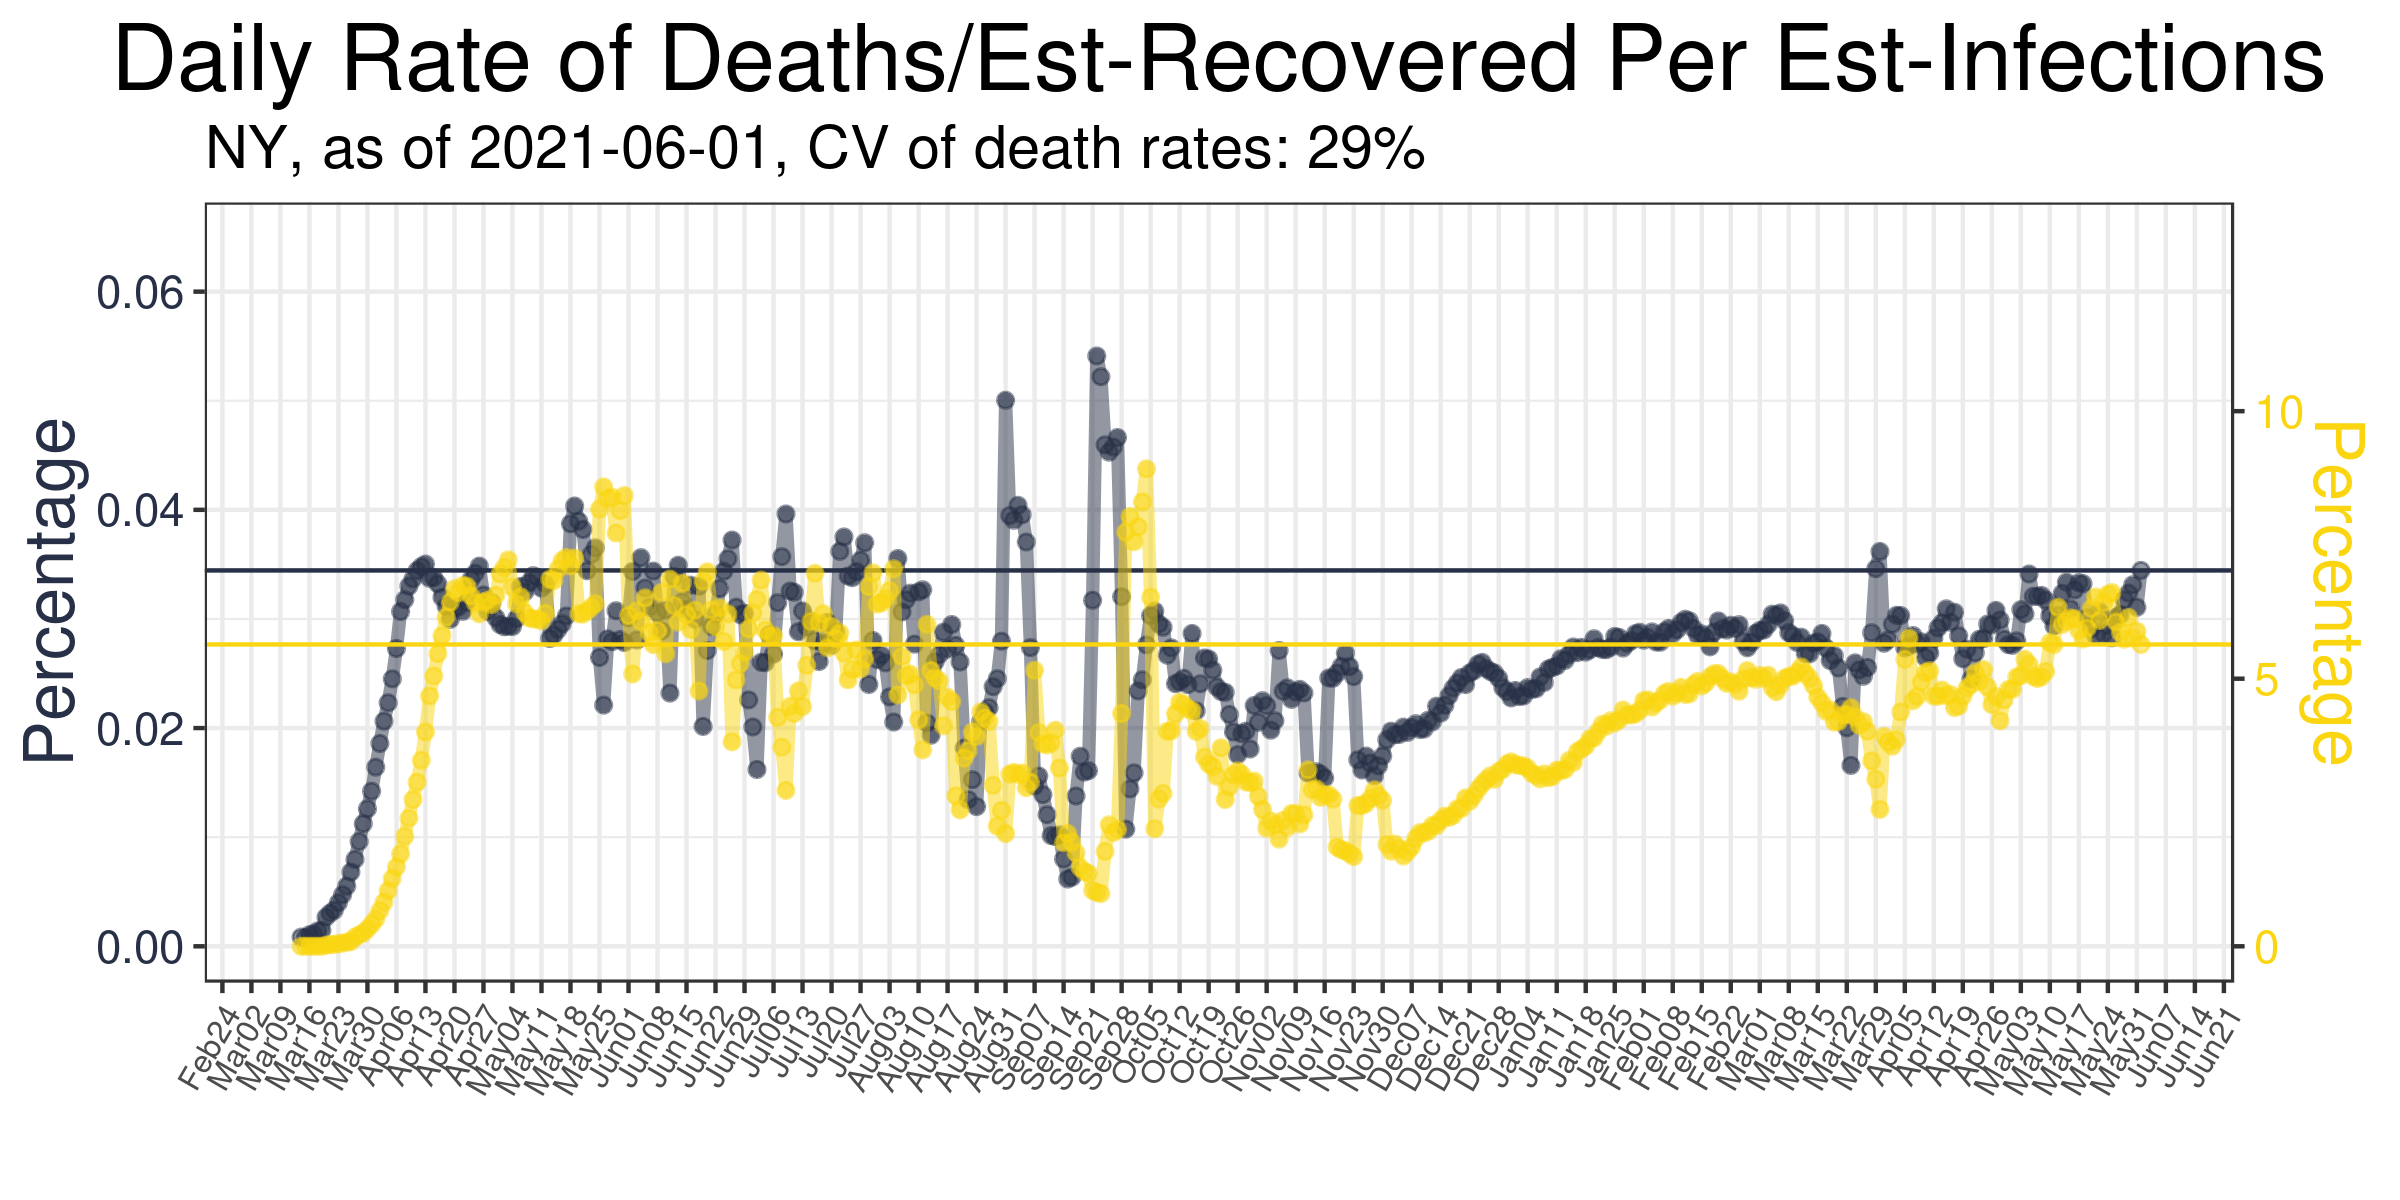 Daily Rate of Deaths/Est-Recovered Per Est-Infections
NY, as of 2021-06-01, CV of death rates: 29%
Percentage
0.06
0.04
0.02
0.00
10
5
0
Percentage
Feb24
Mar02
Mar09
Mar16
Mar23
Mar30
Apr06
Apr13
Apr20
Apr27
May04
May11
May18
May25
Jun01
Jun08
Jun15
Jun22
Jun29
Jul06
Jul13
Jul20
Jul27
Aug03
Aug10
Aug17
Aug24
Aug31
Sep07
Sep14
Sep21
Sep28
Oct05
Oct12
Oct19
Oct26
Nov02
Nov09
Nov16
Nov23
Nov30
Dec07
Dec14
Dec21
Dec28
Jan04
Jan11
Jan18
Jan25
Feb01
Feb08
Feb15
Feb22
Mar01
Mar08
Mar15
Mar22
Mar29
Apr05
Apr12
Apr19
Apr26
May03
May10
May17
May24
May31
Jun07
Jun14
Jun21